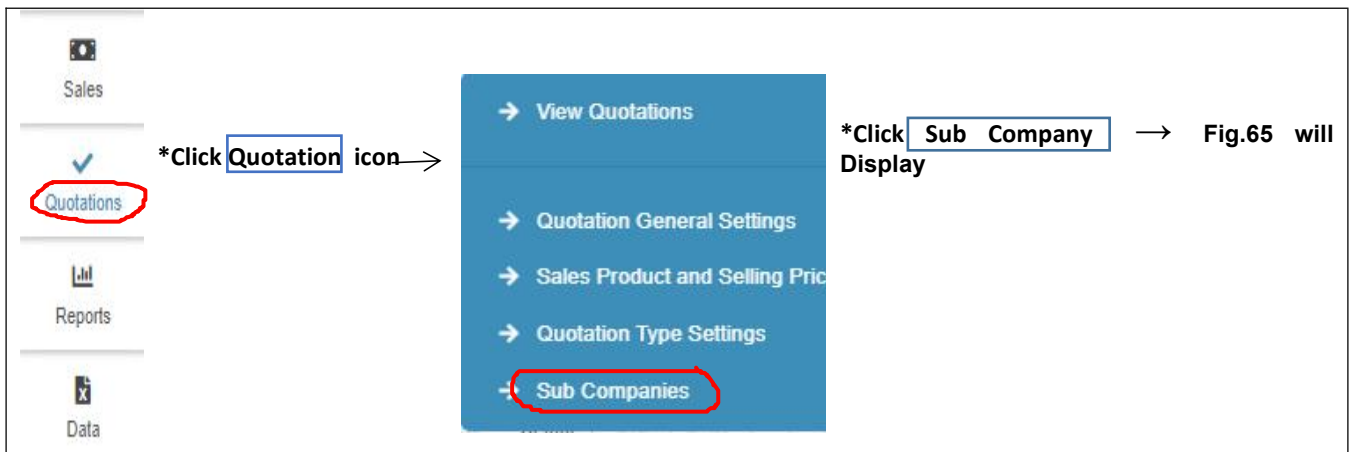 Sales
Quotations
Reports
Data
*Click Quotation icon
View Quotations
Quotation General Settings
Sales Product and Selling Pric
Quotation Type Settings
Sub Companies
*Click Sub Company → Fig.65 will
Display